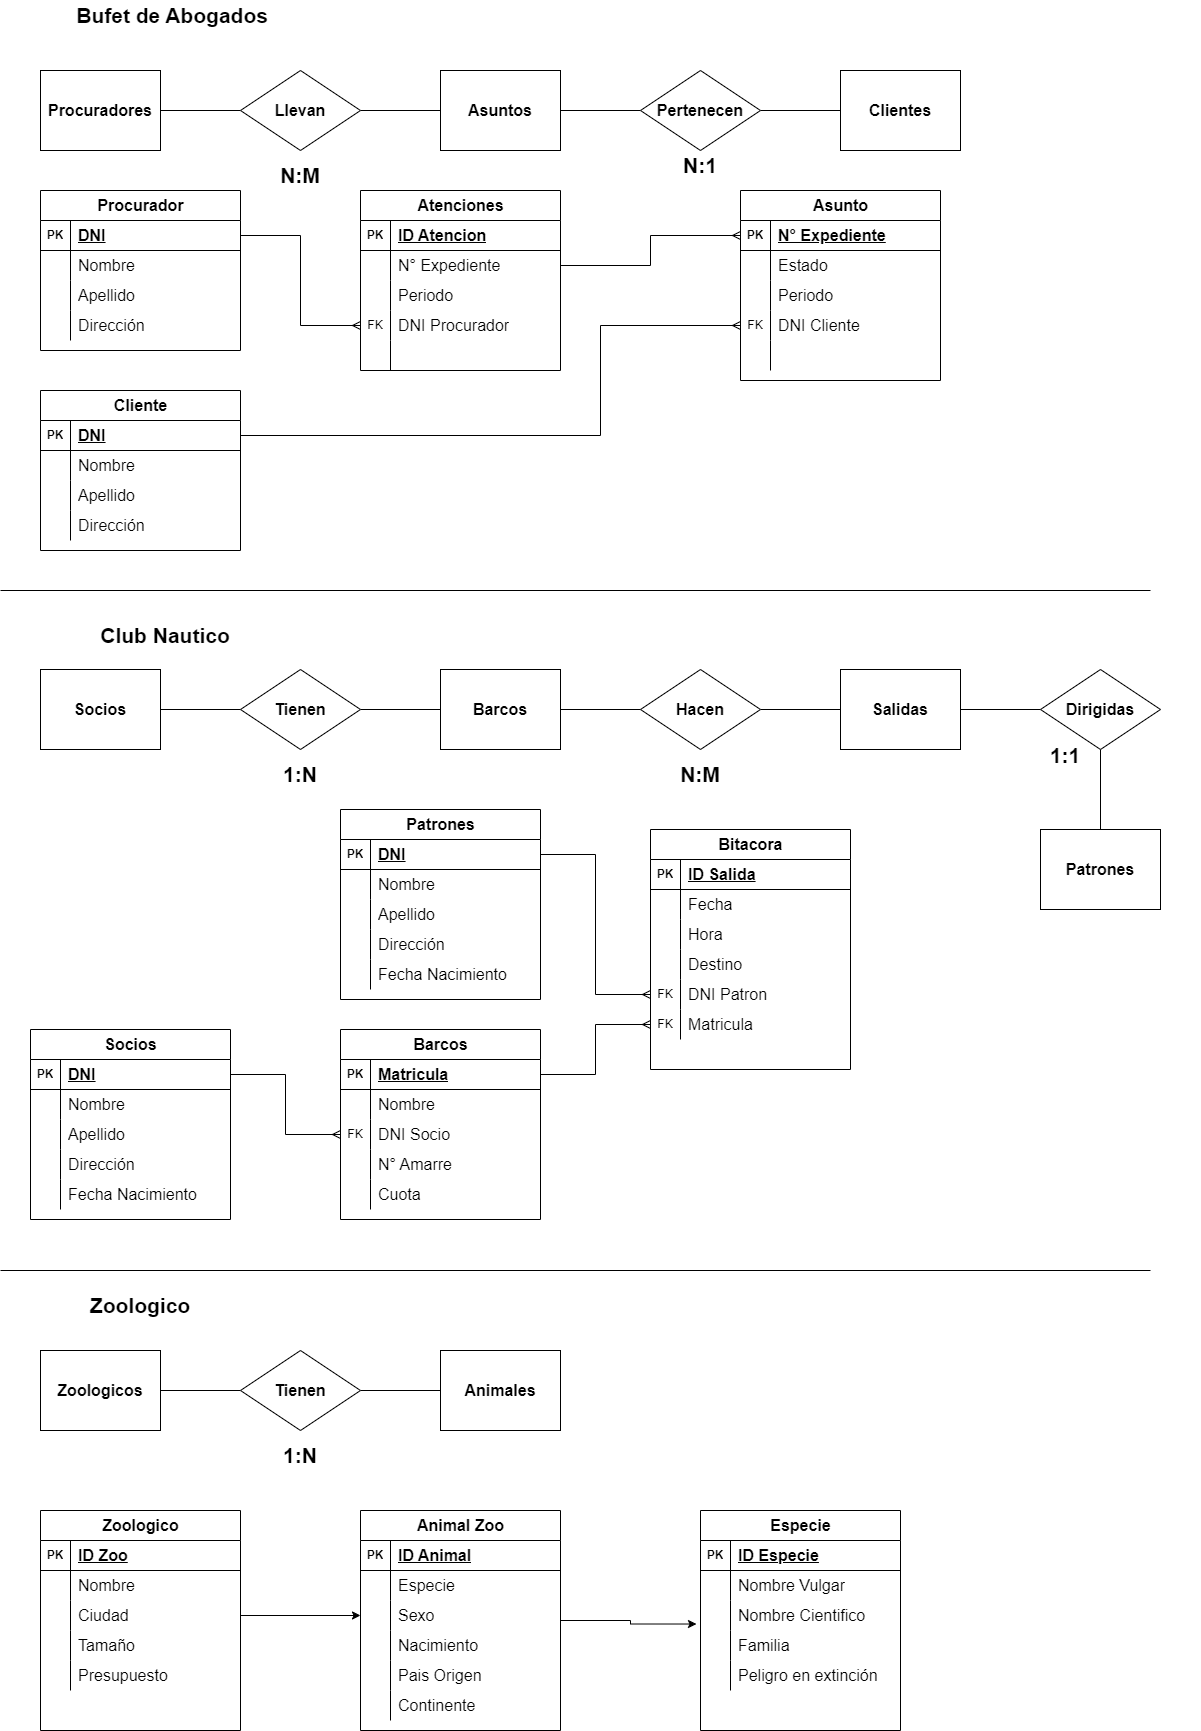 Bufet de Abogados
Procuradores
Llevan
Asuntos
Pertenecen
Clientes
N:M
N:1
Procurador
PK DNI
Nombre
Apellido
Dirección
Atenciones
PK ID Atencion
N° Expediente
Periodo
FK DNI Procurador
Asunto
PK N° Expediente
Estado
Periodo
FK DNI Cliente
Cliente
PK DNI
Nombre
Apellido
Dirección
Club Nautico
Socios
Tienen
Barcos
Hacen
Salidas
Dirigidas
1:N
N:M
1:1
Patrones
Patrones
PK DNI
Nombre
Apellido
Dirección
Fecha Nacimiento
Bitacora
PK ID Salida
Fecha
Hora
Destino
FK DNI Patron
FK Matricula
Socios
PK DNI
Nombre
Apellido
Dirección
Fecha Nacimiento
Barcos
PK Matricula
Nombre
FK DNI Socio
N° Amarre
Cuota
Zoologico
Zoologicos
Tienen
Animales
1:N
Zoologico
PK ID Zoo
Nombre
Ciudad
Tamaño
Presupuesto
Animal Zoo
PK ID Animal
Especie
Sexo
Nacimiento
Pais Origen
Continente
Especie
PK ID Especie
Nombre Vulgar
Nombre Cientifico
Familia
Peligro en extinción